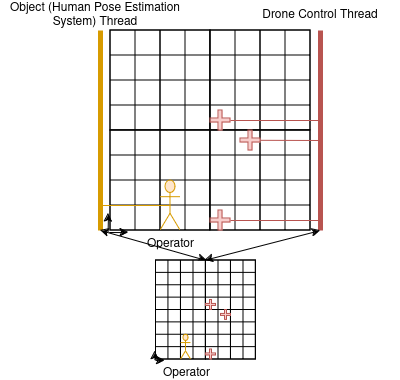 Object (Human Pose Estimation
System) Thread
Drone Control Thread
Operator
Operator